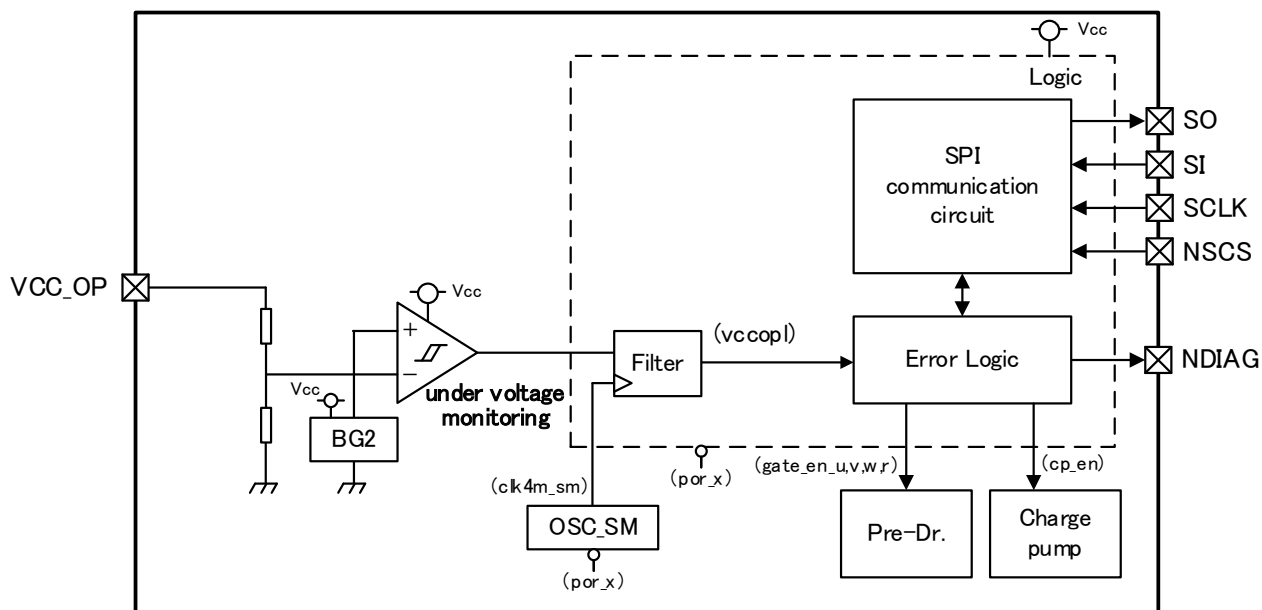 Vcc
Logic
SPI
communication
circuit
SO
SI
SCLK
NSCS
VCC_OP
Vcc
+
−
under voltage
monitoring
Vcc
BG2
Filter
(vccopl)
Error Logic
NDIAG
(clk4m_sm)
OSC_SM
(por_x)
(por_x)
(gate_en_u,v,w,r)
(cp_en)
Pre-Dr.
Charge
pump